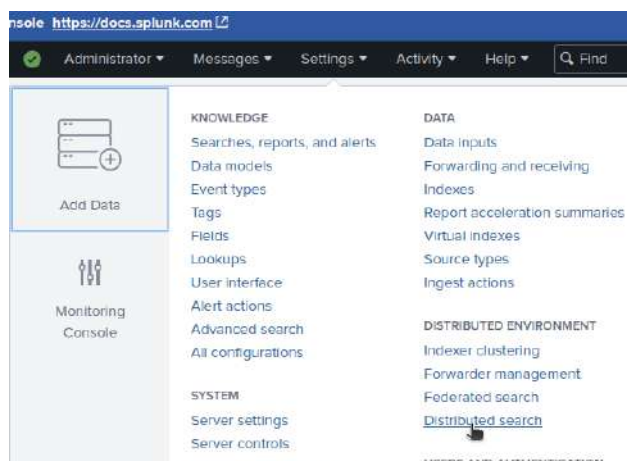 nsole https://docs.splunk.com
Administrator Messages Settings Activity Help Find
Add Data
Monitoring
Console
KNOWLEDGE
Searches, reports, and alerts
Data models
Event types
Tags
Fields
Lookups
User interface
Alert actions
Advanced search
All configurations
SYSTEM
Server settings
Server controls
DATA
Data inputs
Forwarding and receiving
Indexes
Report acceleration summaries
Virtual indexes
Source types
Ingest actions
DISTRIBUTED ENVIRONMENT
Indexer clustering
Forwarder management
Federated search
Distributed search